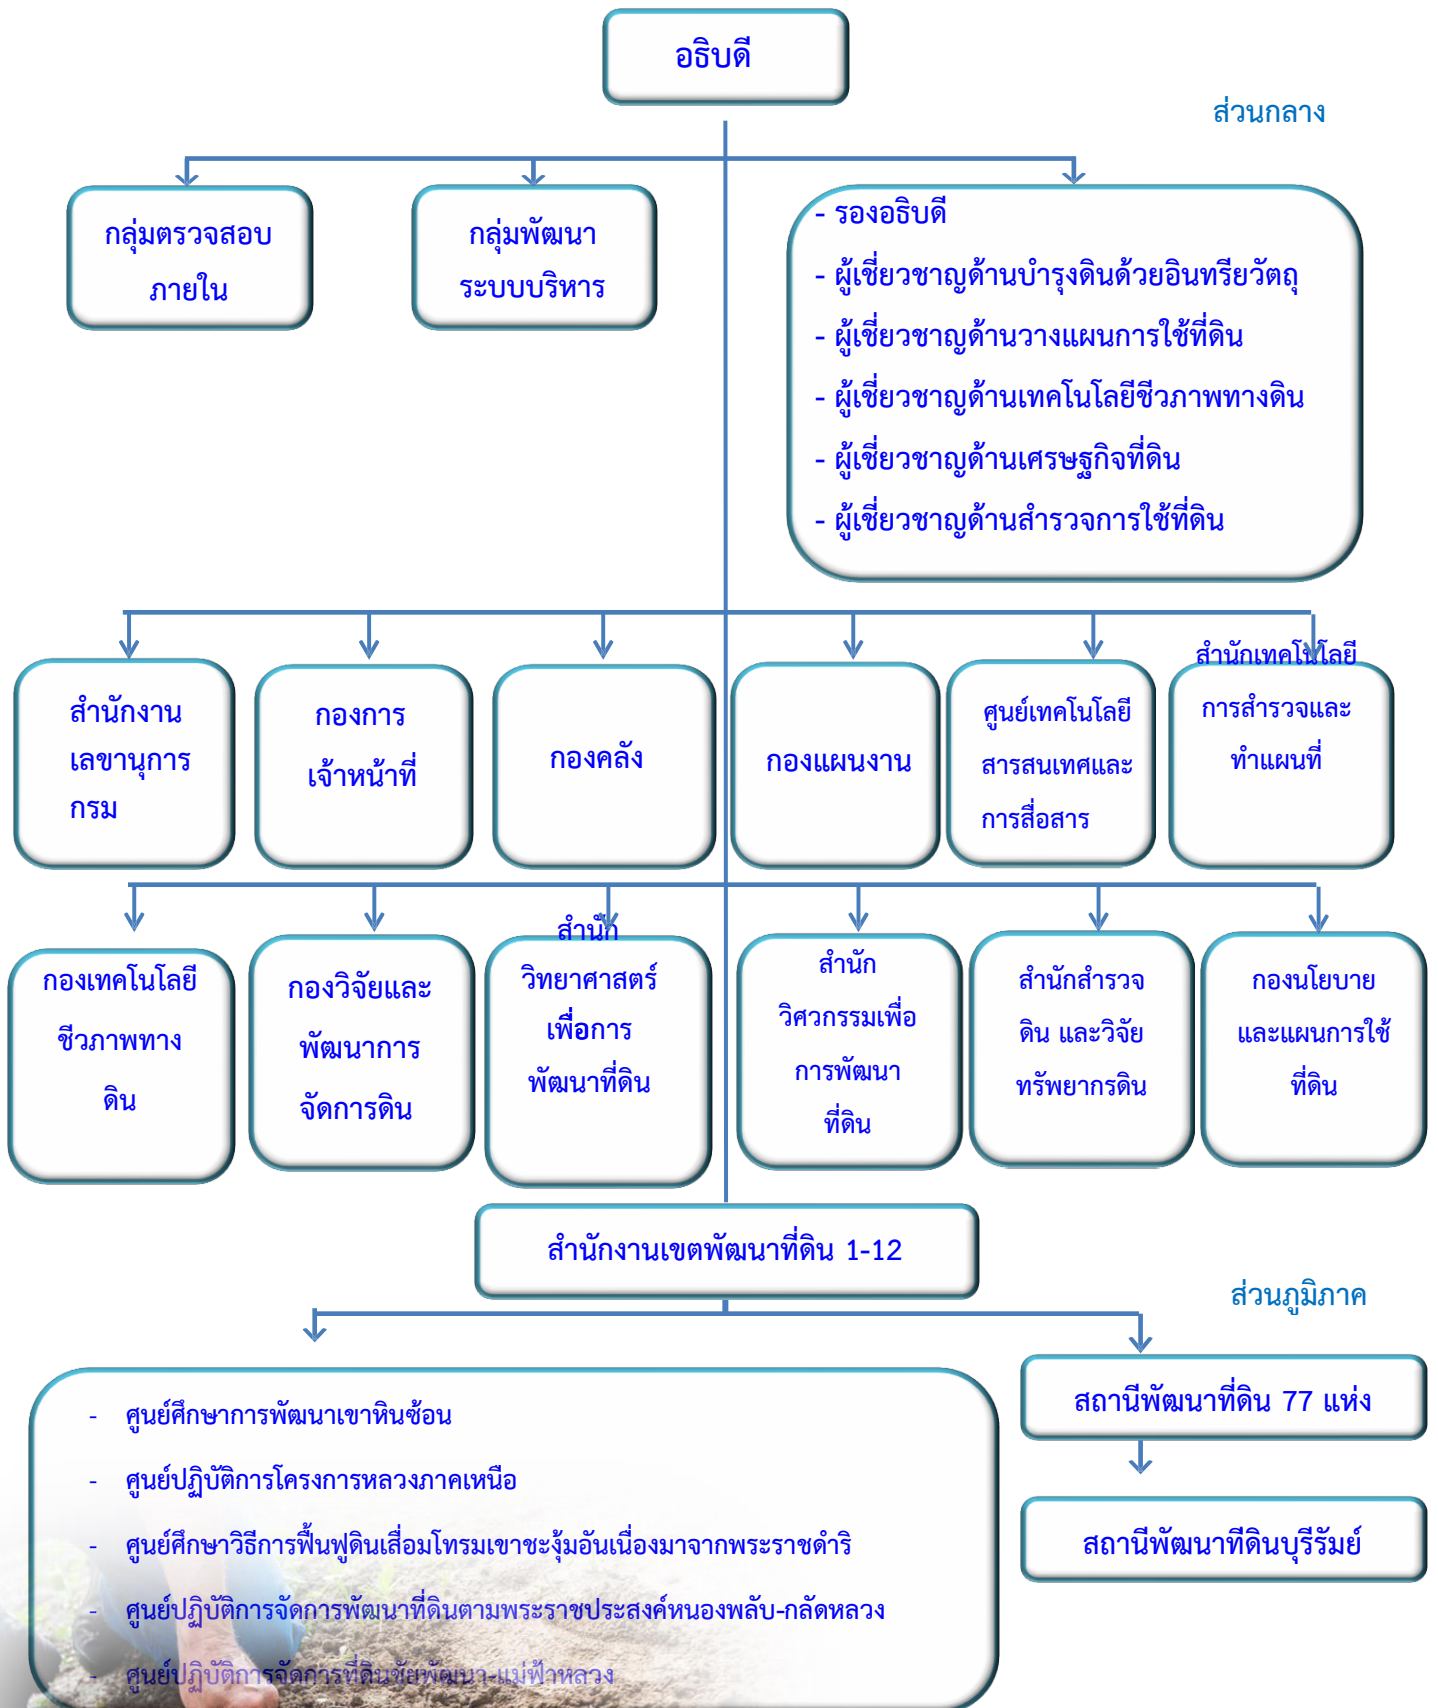 อธิบดี
ส่วนกลาง
กลุ่มตรวจสอบ
ภายใน
กลุ่มพัฒนา
ระบบบริหาร
- รองอธิบดี
- ผู้เชี่ยวชาญด้านบำรุงดินด้วยอินทรียวัตถุ
- ผู้เชี่ยวชาญด้านวางแผนการใช้ที่ดิน
- ผู้เชี่ยวชาญด้านเทคโนโลยีชีวภาพทางดิน
- ผู้เชี่ยวชาญด้านเศรษฐกิจที่ดิน
- ผู้เชี่ยวชาญด้านสำรวจการใช้ที่ดิน
สำนักงาน
เลขานุการ
กรม
กองการ
เจ้าหน้าที่
กองคลัง
กองแผนงาน
ศูนย์เทคโนโลยี
สารสนเทศและ
การสื่อสาร
สำนักเทคโนโลยี
การสำรวจและ
ทำแผนที่
กองเทคโนโลยี
ชีวภาพทาง
ดิน
กองวิจัยและ
พัฒนาการ
จัดการดิน
สำนัก
วิทยาศาสตร์
เพื่อการ
พัฒนาที่ดิน
สำนัก
วิศวกรรมเพื่อ
การพัฒนา
ที่ดิน
สำนักสำรวจ
ดิน และวิจัย
ทรัพยากรดิน
กองนโยบาย
และแผนการใช้
ที่ดิน
สำนักงานเขตพัฒนาที่ดิน 1-12
ส่วนภูมิภาค
- ศูนย์ศึกษาการพัฒนาเขาหินซ้อน
- ศูนย์ปฏิบัติการโครงการหลวงภาคเหนือ
- ศูนย์ศึกษาวิธีการฟื้นฟูดินเสื่อมโทรมเขาชะงุ้มอันเนื่องมาจากพระราชดำริ
- ศูนย์ปฏิบัติการจัดการพัฒนาที่ดินตามพระราชประสงค์หนองพลับ-กลัดหลวง
- ศูนย์ปฏิบัติการจัดการที่ดินชัยพัฒนา-แม่ฟ้าหลวง
สถานีพัฒนาที่ดิน 77 แห่ง
สถานีพัฒนาทีดินบุรีรัมย์